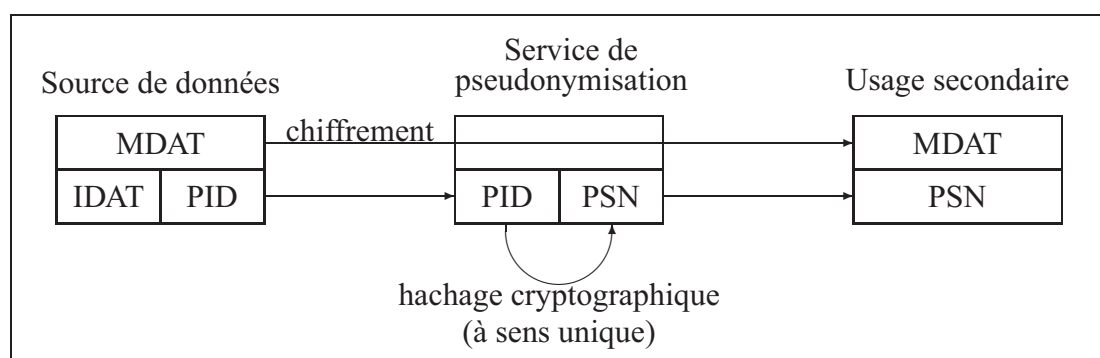 Source de données
Service de
pseudonymisation
Usage secondaire
MDAT
chiffrement
MDAT
IDAT
PID
PID
PSN
PSN
hachage cryptographique
(à sens unique)